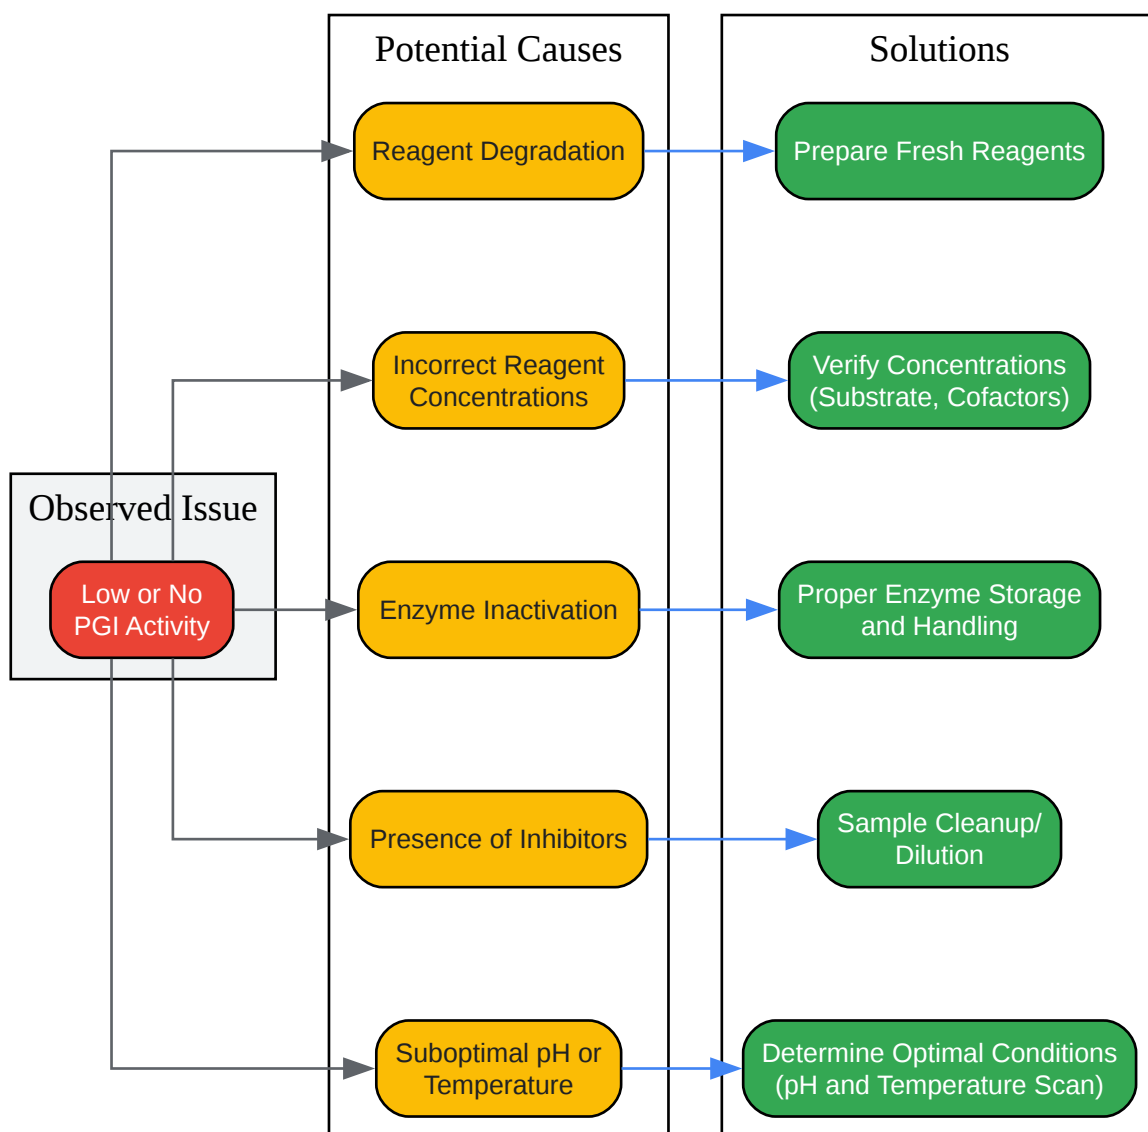 Potential Causes
Solutions
Reagent Degradation
Prepare Fresh Reagents
Incorrect Reagent
Concentrations
Verify Concentrations
(Substrate, Cofactors)
Observed Issue
Low or No
PGI Activity
Enzyme Inactivation
Proper Enzyme Storage
and Handling
Presence of Inhibitors
Sample Cleanup/
Dilution
Suboptimal pH or
Temperature
Determine Optimal Conditions
(pH and Temperature Scan)